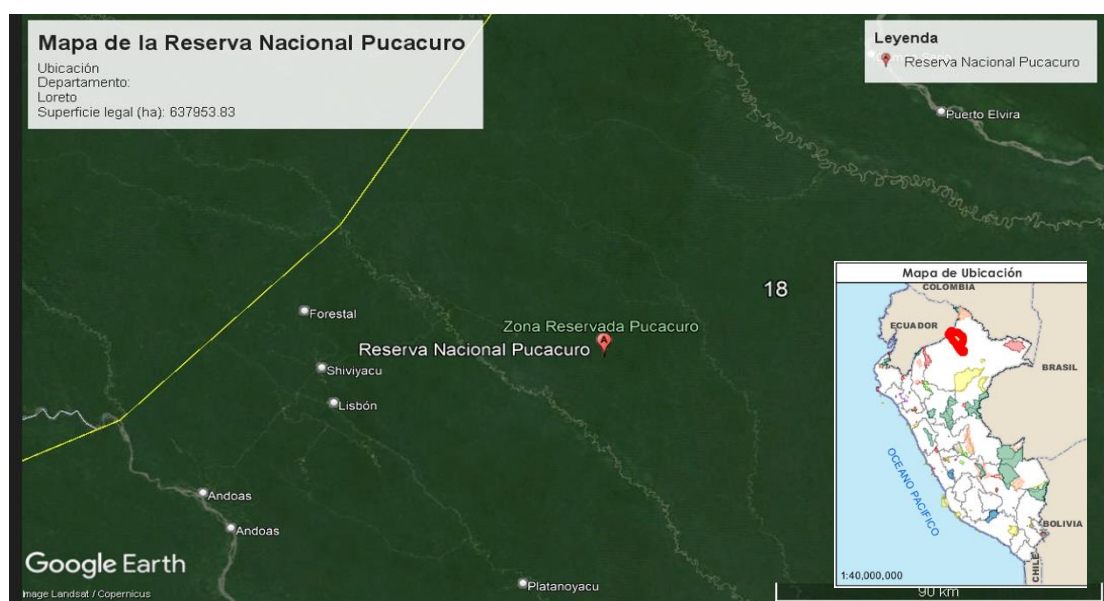 Mapa de la Reserva Nacional Pucacuro
Ubicación
Departamento:
Loreto
Superficie legal (ha): 637953.83
Leyenda
Reserva Nacional Pucacuro
Puerto Elvira
18
Forestal
Zona Reservada Pucacuro
Reserva Nacional Pucacuro
A
Shiviyacu
Lisbón
Andoas
Andoas
Platanoyacu
Mapa de Ubicación
COLOMBIA
ECUADOR
BRASIL
OCEANO PACIFICO
BOLIVIA
CHILE
1:40,000,000
90 km
Google Earth
Image Landsat / Copernicus